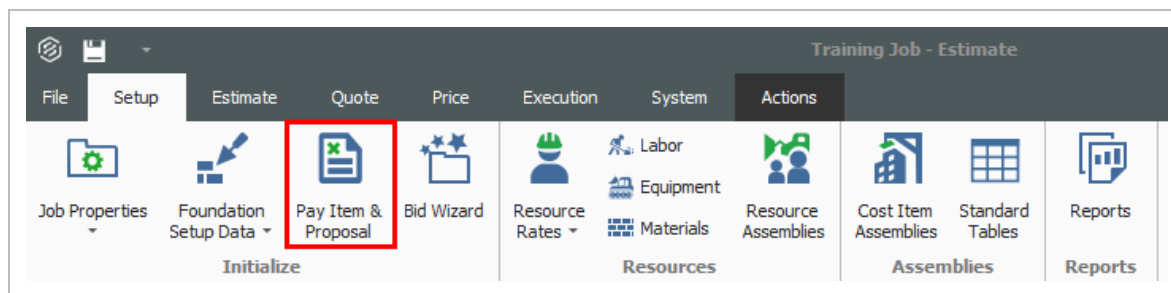 Training Job - Estimate
File Setup Estimate Quote Price Execution System Actions
Job Properties
Foundation
Setup Data
Pay Item &
Proposal
Bid Wizard
Initialize
Resource
Rates
Labor
Equipment
Materials
Resource
Assemblies
Resources
Cost Item
Assemblies
Standard
Tables
Assemblies
Reports
Reports